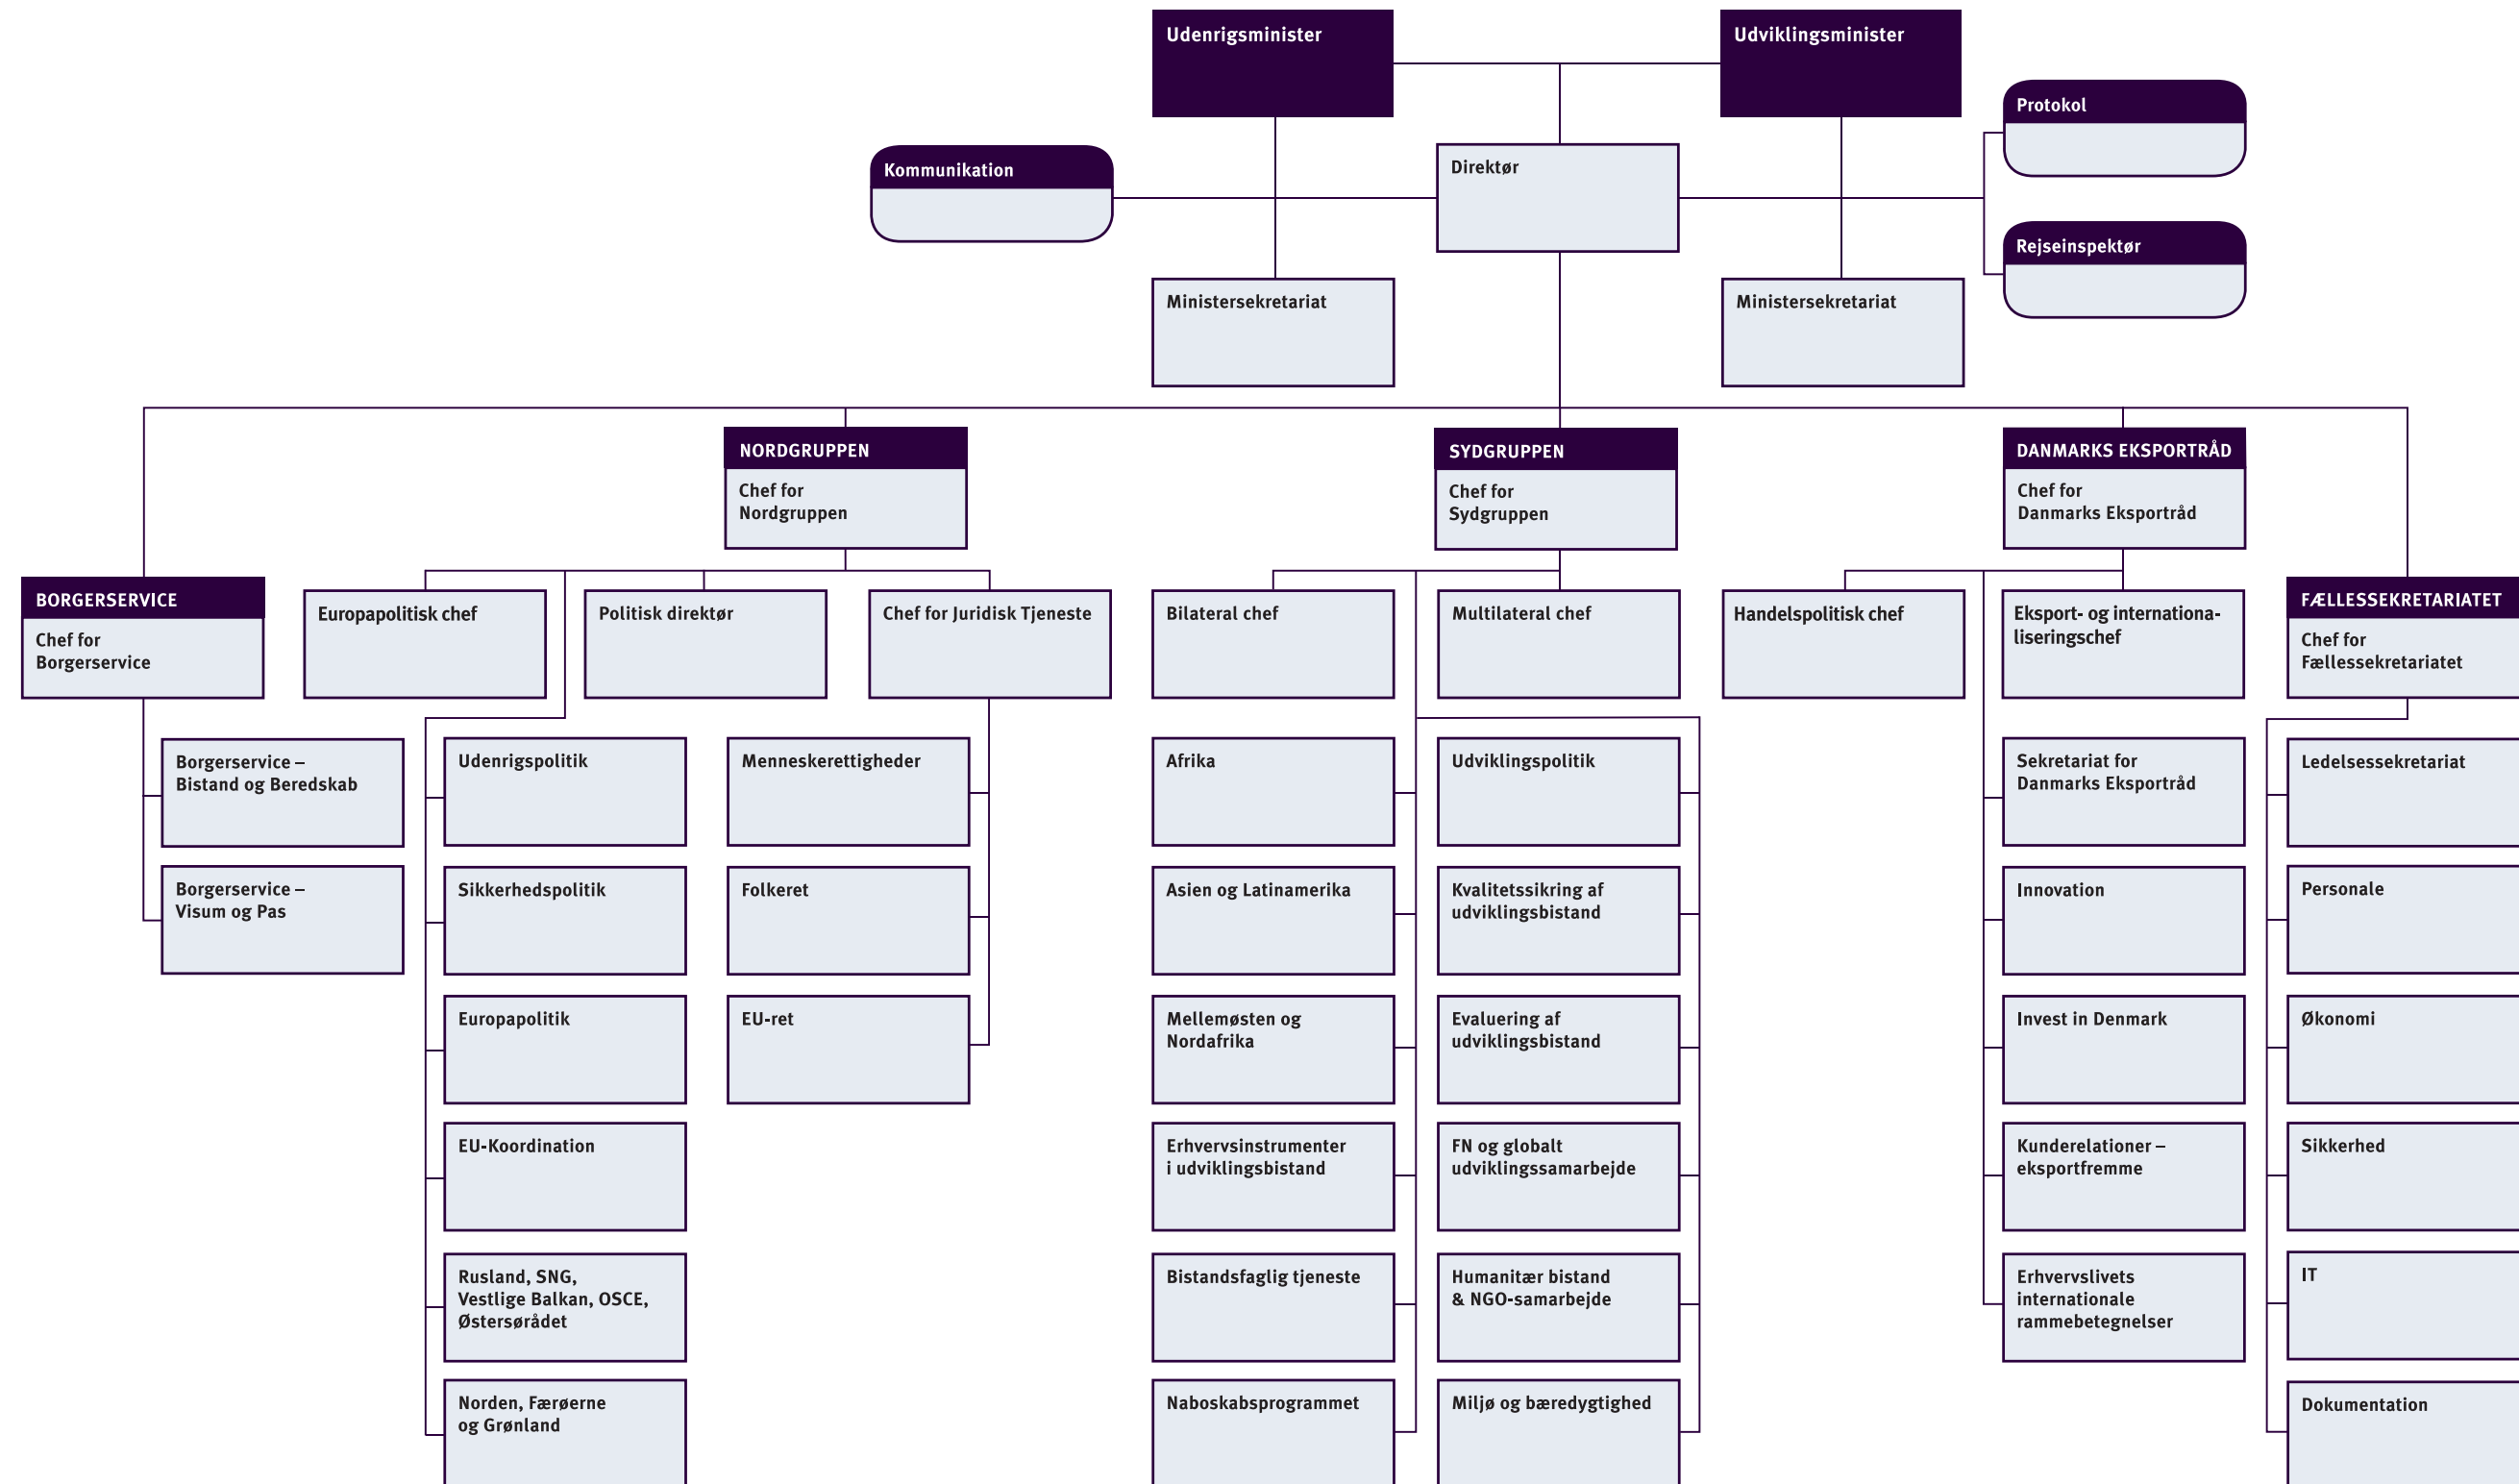 Udenrigsminister
Udviklingsminister
Protokol
Kommunikation
Direktør
Rejseinspektør
Ministersekretariat
Ministersekretariat
NORDGRUPPEN
Chef for
Nordgruppen
SYDGRUPPEN
Chef for
Sydgruppen
DANMARKS EKSPORTRÅD
Chef for
Danmarks Eksportråd
BORGERSERVICE
Chef for
Borgerservice
Europapolitisk chef
Politisk direktør
Chef for Juridisk Tjeneste
Bilateral chef
Multilateral chef
Handelspolitisk chef
Eksport- og internationa-
liseringschef
FÆLLESSEKRETARIATET
Chef for
Fællessekretariatet
Borgerservice –
Bistand og Beredskab
Udenrigspolitik
Menneskerettigheder
Afrika
Udviklingspolitik
Sekretariat for
Danmarks Eksportråd
Ledelsessekretariat
Borgerservice –
Visum og Pas
Sikkerhedspolitik
Folkeret
Asien og Latinamerika
Kvalitetssikring af
udviklingsbistand
Innovation
Personale
Europapolitik
EU-ret
Mellemøsten og
Nordafrika
Evaluering af
udviklingsbistand
Invest in Denmark
Økonomi
EU-Koordination
Erhvervsinstrumenter
i udviklingsbistand
FN og globalt
udviklingssamarbejde
Kunderelationer –
eksportfremme
Sikkerhed
Rusland, SNG,
Vestlige Balkan, OSCE,
Østersørådet
Bistandsfaglig tjeneste
Humanitær bistand
& NGO-samarbejde
Erhvervslivets
internationale
rammebetegnelser
IT
Norden, Færøerne
og Grønland
Naboskabsprogrammet
Miljø og bæredygtighed
Dokumentation